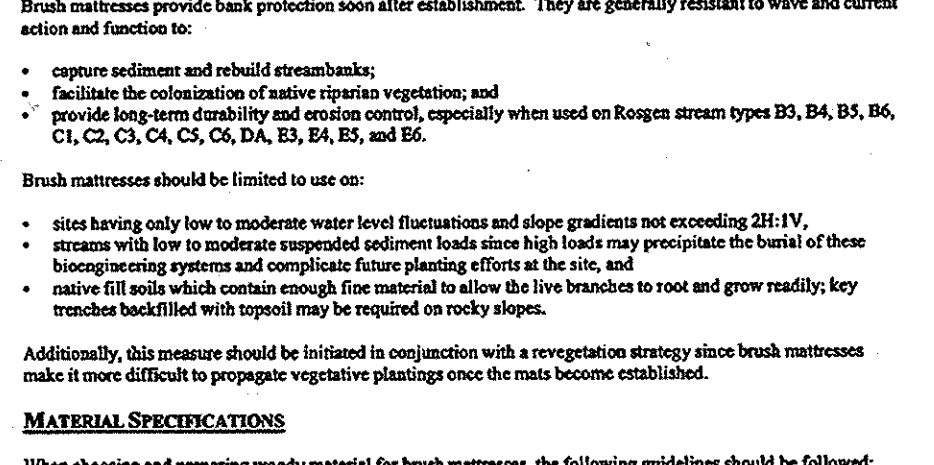 Brush mattresses provide bank protection soon after establishment. They are generally resistant to wave and current
action and function to:
• capture sediment and rebuild streambanks;
• facilitate the colonization of native riparian vegetation; and
• provide long-term durability and erosion control, especially when used on Rosgen stream types B3, B4, B5, B6,
C1, C2, C3, C4, C5, C6, DA, E3, E4, E5, and E6.
Brush mattresses should be limited to use on:
• sites having only low to moderate water level fluctuations and slope gradients not exceeding 2H:1V,
• streams with low to moderate suspended sediment loads since high loads may precipitate the burial of these
bioengineering systems and complicate future planting efforts at the site, and
• native fill soils which contain enough fine material to allow the live branches to root and grow readily; key
trenches backfilled with topsoil may be required on rocky slopes.
Additionally, this measure should be initiated in conjunction with a revegetation strategy since brush mattresses
make it more difficult to propagate vegetative plantings once the mats become established.
MATERIAL SPECIFICATIONS
When choosing and preparing woody material for brush mattresses, the following guidelines should be followed: